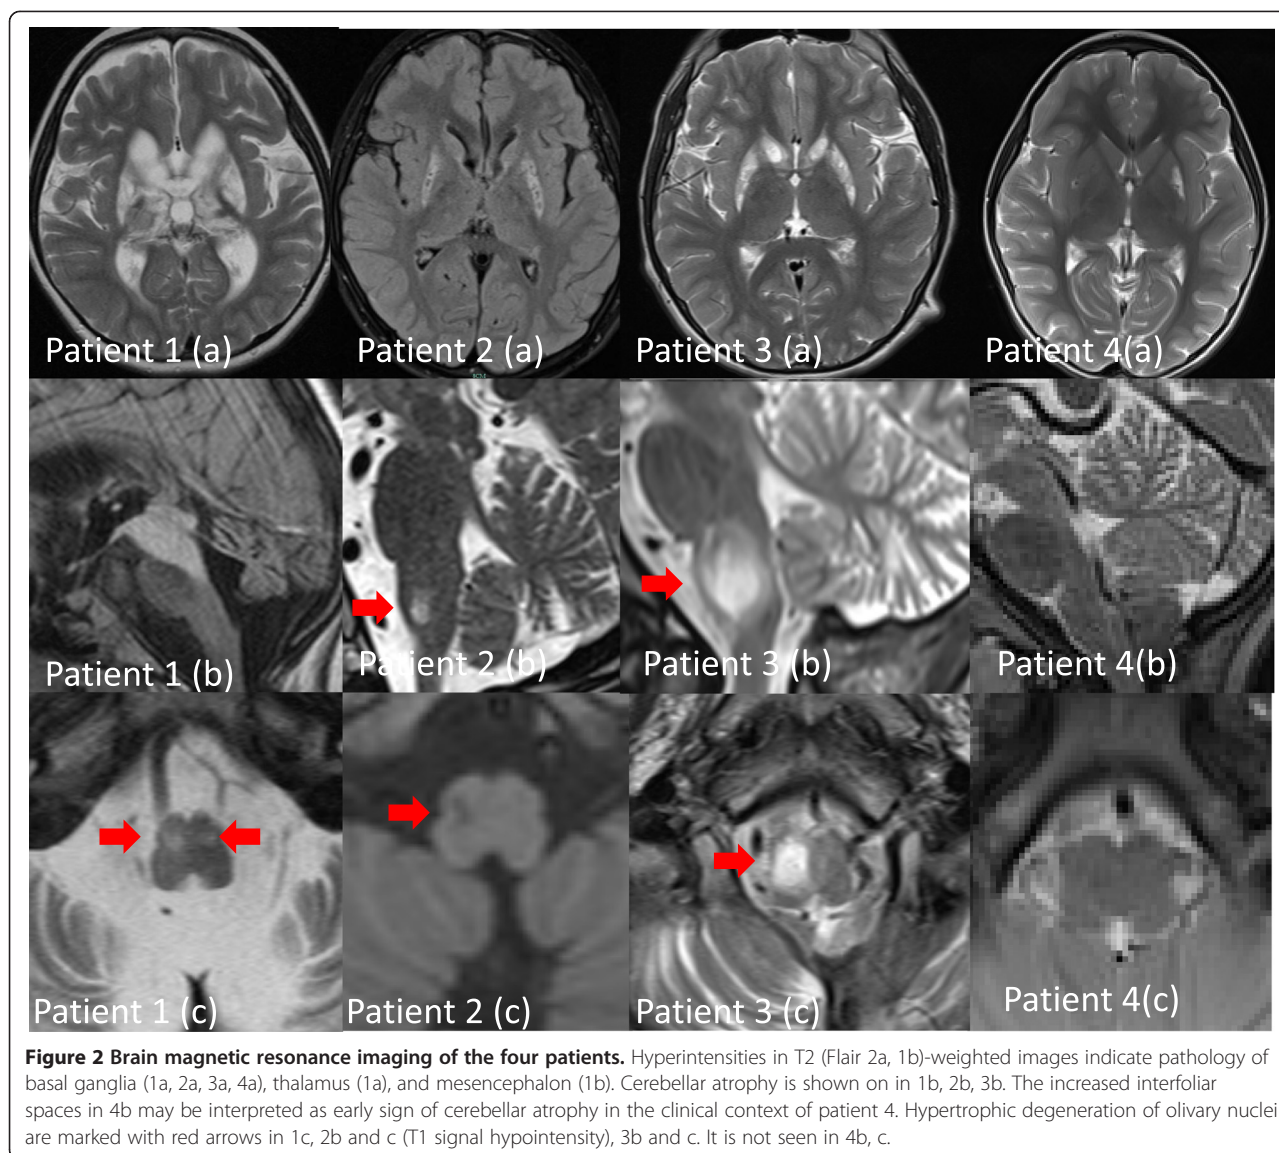 Patient 1 (a)
Patient 2 (a)
Patient 3 (a)
Patient 4(a)
Patient 1 (b)
Patient 2 (b)
Patient 3 (b)
Patient 4(b)
Patient 1 (c)
Patient 2 (c)
Patient 3 (c)
Patient 4(c)
Figure 2 Brain magnetic resonance imaging of the four patients. Hyperintensities in T2 (Flair 2a, 1b)-weighted images indicate pathology of
basal ganglia (1a, 2a, 3a, 4a), thalamus (1a), and mesencephalon (1b). Cerebellar atrophy is shown on in 1b, 2b, 3b. The increased interfoliar
spaces in 4b may be interpreted as early sign of cerebellar atrophy in the clinical context of patient 4. Hypertrophic degeneration of olivary nuclei
are marked with red arrows in 1c, 2b and c (T1 signal hypointensity), 3b and c. It is not seen in 4b, c.